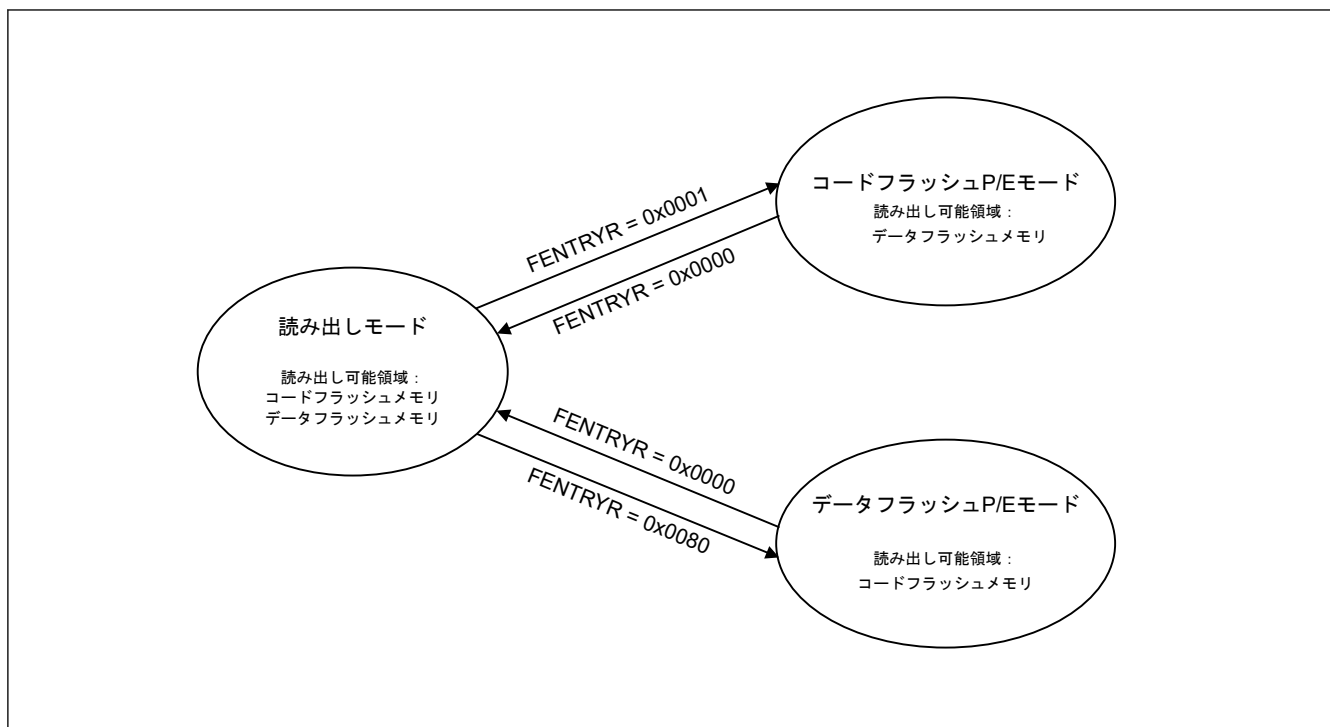 コードフラッシュP/Eモード
読み出し可能領域：
データフラッシュメモリ
FENTRYR = 0x0001
FENTRYR = 0x0000
読み出しモード
読み出し可能領域：
コードフラッシュメモリ
データフラッシュメモリ
FENTRYR = 0x0000
FENTRYR = 0x0080
データフラッシュP/Eモード
読み出し可能領域：
コードフラッシュメモリ